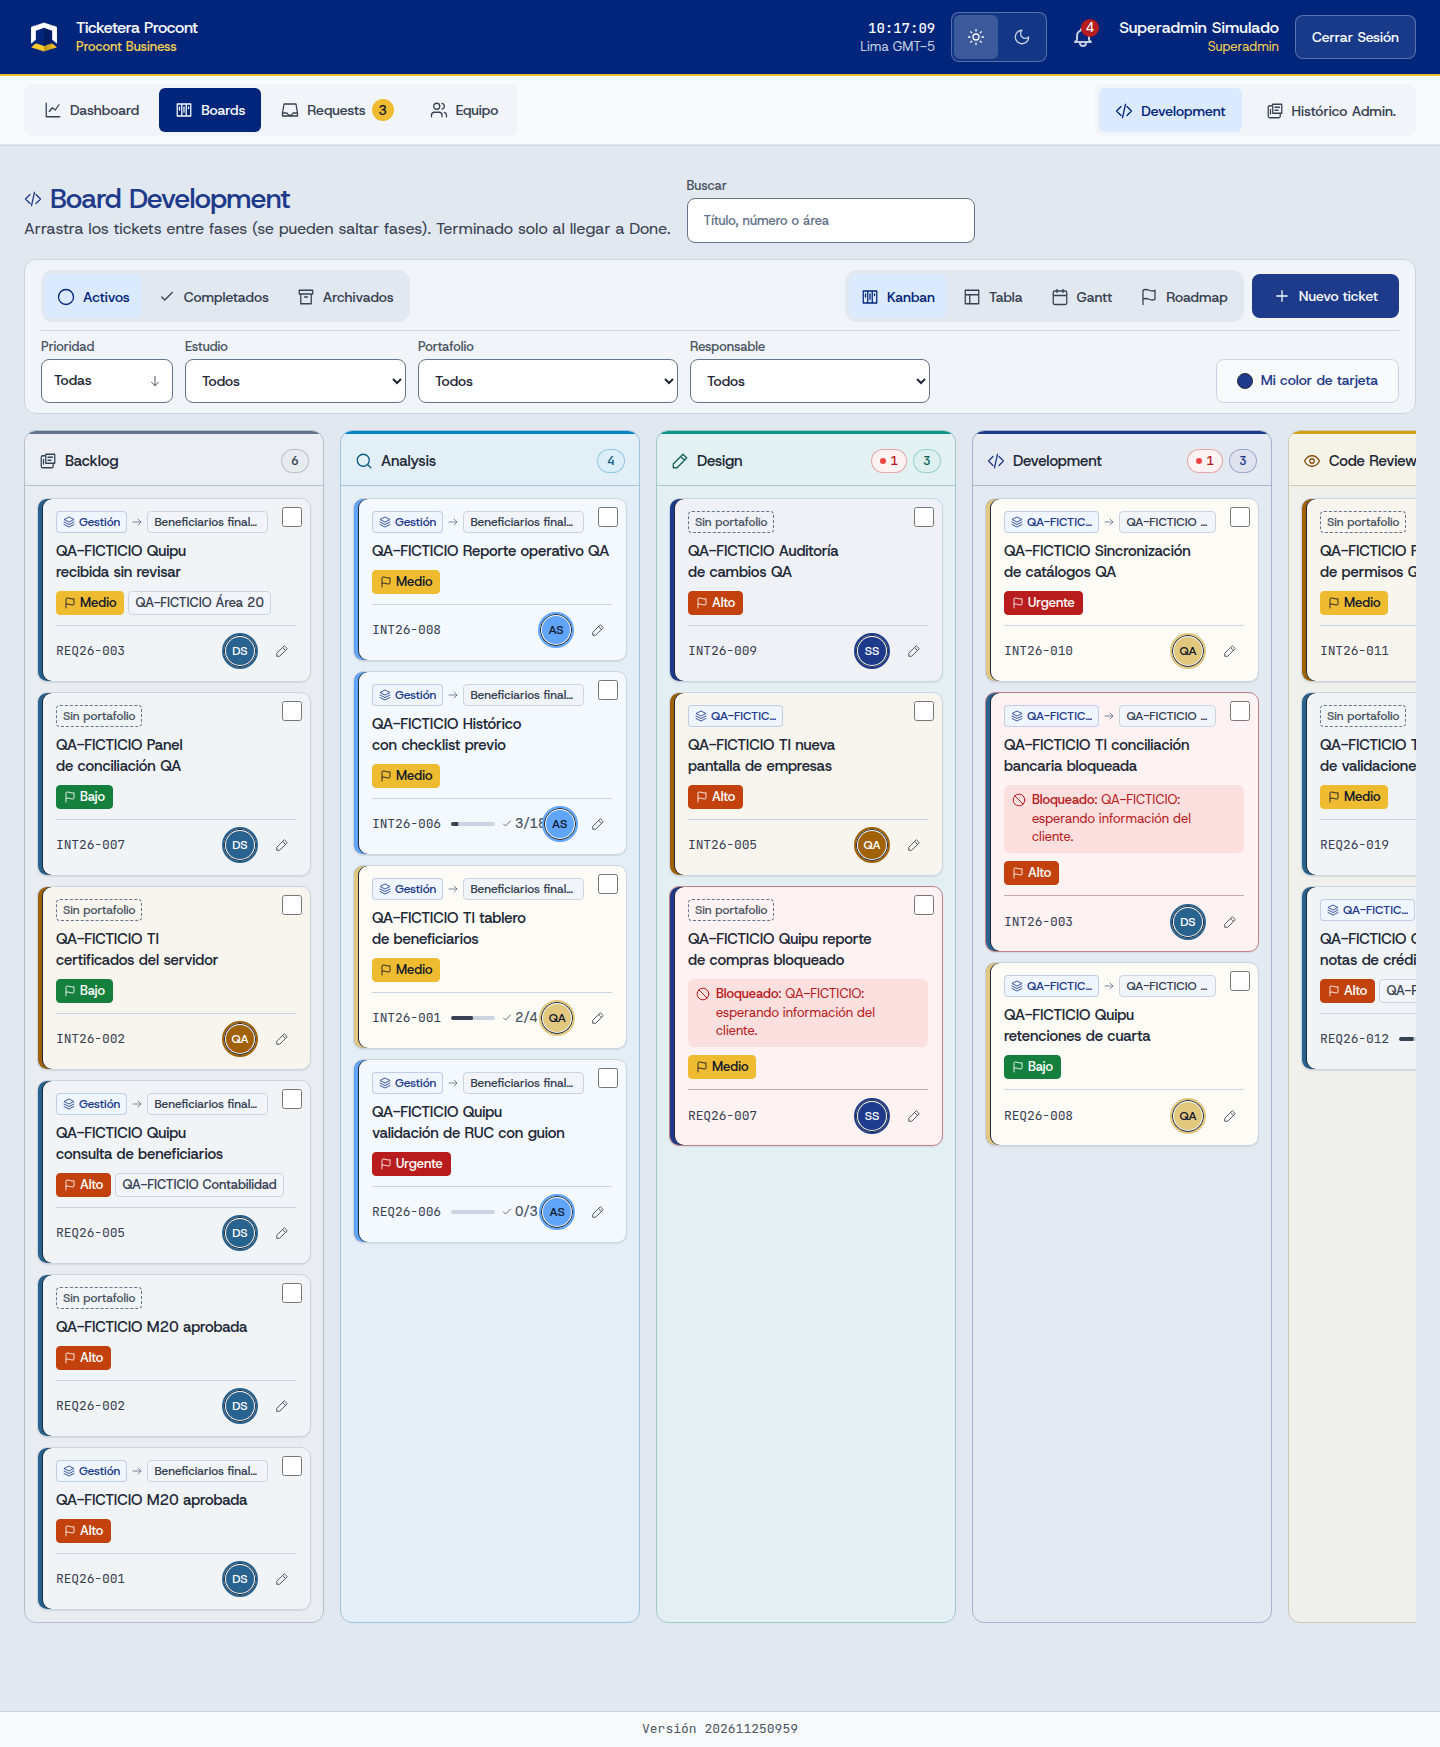 Ticketera Procont
Procont Business
10:17:09
Lima GMT-5
4
Superadmin Simulado
Superadmin
Cerrar Sesión
Dashboard
Boards
Requests 3
Equipo
Development
Histórico Admin.
Board Development
Arrastra los tickets entre fases (se pueden saltar fases). Terminado solo al llegar a Done.
Buscar
Título, número o área
Activos
Completados
Archivados
Kanban
Tabla
Gantt
Roadmap
Nuevo ticket
Prioridad
Todas
Estudio
Todos
Portafolio
Todos
Responsable
Todos
Mi color de tarjeta
Backlog 6
Gestión → Beneficiarios final...
QA-FICTICIO Quipu
recibida sin revisar
Medio QA-FICTICIO Área 20
REQ26-003 DS
Sin portafolio
QA-FICTICIO Panel
de conciliación QA
Bajo
INT26-007 DS
Sin portafolio
QA-FICTICIO TI
certificados del servidor
Bajo
INT26-002 QA
Gestión → Beneficiarios final...
QA-FICTICIO Quipu
consulta de beneficiarios
Alto QA-FICTICIO Contabilidad
REQ26-005 DS
Sin portafolio
QA-FICTICIO M20 aprobada
Alto
REQ26-002 DS
Gestión → Beneficiarios final...
QA-FICTICIO M20 aprobada
Alto
REQ26-001 DS
Analysis 4
Gestión → Beneficiarios final...
QA-FICTICIO Reporte operativo QA
Medio
INT26-008 AS
Gestión → Beneficiarios final...
QA-FICTICIO Histórico
con checklist previo
Medio
INT26-006 3/18 AS
Gestión → Beneficiarios final...
QA-FICTICIO TI tablero
de beneficiarios
Medio
INT26-001 2/4 QA
Gestión → Beneficiarios final...
QA-FICTICIO Quipu
validación de RUC con guion
Urgente
REQ26-006 0/3 AS
Design 1 3
Sin portafolio
QA-FICTICIO Auditoría
de cambios QA
Alto
INT26-009 SS
QA-FICTIC...
QA-FICTICIO TI nueva
pantalla de empresas
Alto
INT26-005 QA
Sin portafolio
QA-FICTICIO Quipu reporte
de compras bloqueado
Bloqueado: QA-FICTICIO:
esperando información del
cliente.
Medio
REQ26-007 SS
Development 1 3
QA-FICTIC... → QA-FICTICIO ...
QA-FICTICIO Sincronización
de catálogos QA
Urgente
INT26-010 QA
QA-FICTIC... → QA-FICTICIO ...
QA-FICTICIO TI conciliación
bancaria bloqueada
Bloqueado: QA-FICTICIO:
esperando información del
cliente.
Alto
INT26-003 DS
QA-FICTIC... → QA-FICTICIO ...
QA-FICTICIO Quipu
retenciones de cuarta
Bajo
REQ26-008 QA
Code Review
Sin portafolio
QA-FICTICIO
de permisos
Medio
INT26-011
Sin portafolio
QA-FICTICIO
de
Medio
REQ26-019
QA-FICTIC...
QA-FICTICIO
notas de
Alto
REQ26-012
Versión 202611250959